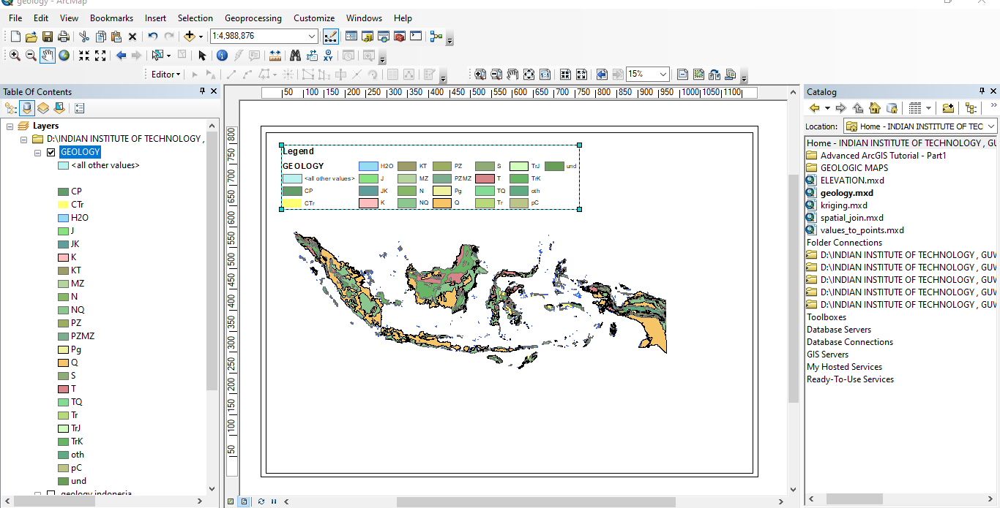 geology - ArcMap
File Edit View Bookmarks Insert Selection Geoprocessing Customize Windows Help
1:4,988,876
Editor
15%
Table Of Contents
Layers
D:\INDIAN INSTITUTE OF TECHNOLOGY ,
GEOLOGY
<all other values>
CP
CTr
H2O
J
JK
K
KT
MZ
N
NQ
PZ
PZMZ
Pg
Q
S
T
TQ
Tr
TrJ
TrK
oth
pC
und
geology indonesia
50 100 150 200 250 300 350 400 450 500 550 600 650 700 750 800 850 900 950 1000 1050 1100
800
750
700
650
600
550
500
450
400
350
300
250
200
150
100
50
Legend
GEOLOGY H2O KT PZ S TrJ und
<all other values> J MZ PZMZ T TrK
CP JK N Pg TQ oth
CTr K NQ Q Tr pC
Catalog
Location: Home - INDIAN INSTITUTE OF TEC
Home - INDIAN INSTITUTE OF TECHNOLOGY , GU
Advanced ArcGIS Tutorial - Part1
GEOLOGIC MAPS
ELEVATION.mxd
geology.mxd
kriging.mxd
spatial_join.mxd
values_to_points.mxd
Folder Connections
D:\INDIAN INSTITUTE OF TECHNOLOGY , GUW
D:\INDIAN INSTITUTE OF TECHNOLOGY , GUW
D:\INDIAN INSTITUTE OF TECHNOLOGY , GUW
D:\INDIAN INSTITUTE OF TECHNOLOGY , GUW
D:\INDIAN INSTITUTE OF TECHNOLOGY , GUW
Toolboxes
Database Servers
Database Connections
GIS Servers
My Hosted Services
Ready-To-Use Services